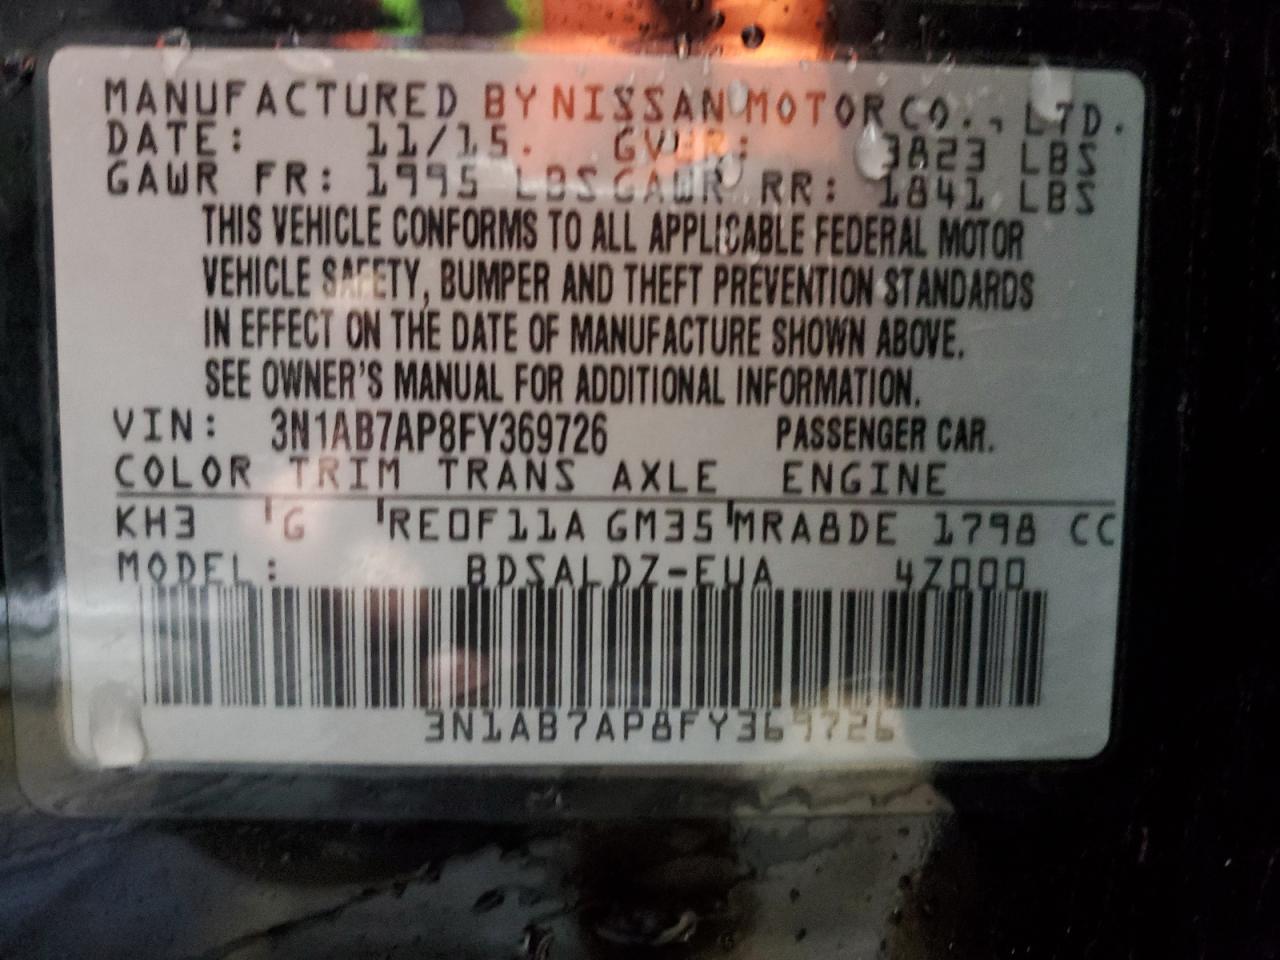 MANUFACTURED BY NISSAN MOTOR CO., LTD.
DATE: 11/15. GVWR: 3823 LBS
GAWR FR: 1995 LBS GAWR RR: 1841 LBS
THIS VEHICLE CONFORMS TO ALL APPLICABLE FEDERAL MOTOR
VEHICLE SAFETY, BUMPER AND THEFT PREVENTION STANDARDS
IN EFFECT ON THE DATE OF MANUFACTURE SHOWN ABOVE.
SEE OWNER'S MANUAL FOR ADDITIONAL INFORMATION.
VIN: 3N1AB7AP8FY369726 PASSENGER CAR.
COLOR TRIM TRANS AXLE ENGINE
KH3 G RE0F11A GM35 MRA8DE 1798 CC
MODEL: BDSALDZ-EUA 4Z000
3N1AB7AP8FY369726